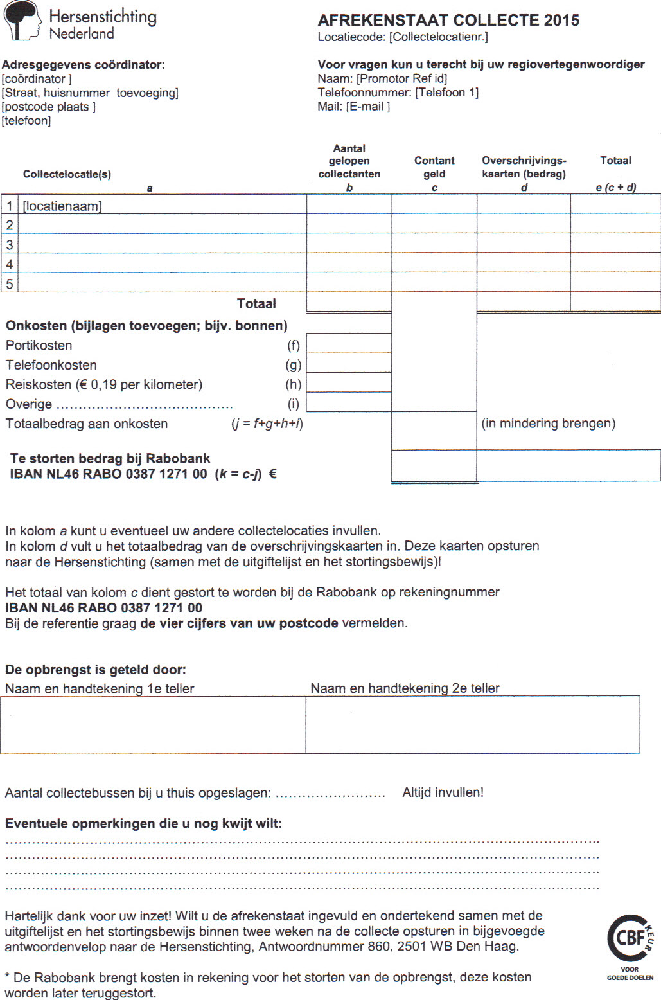 Hersenstichting
Nederland
AFREKENSTAAT COLLECTE 2015
Locatiecode: [Collectelocatienr.]
Adresgegevens coördinator:
[coördinator ]
[Straat, huisnummer  toevoeging]
[postcode plaats ]
[telefoon]
Voor vragen kun u terecht bij uw regiovertegenwoordiger
Naam: [Promotor Ref id]
Telefoonnummer: [Telefoon 1]
Mail: [E-mail ]
Collectelocatie(s)
a
Aantal
gelopen
collectanten
b
Contant
geld
c
Overschrijvings-
kaarten (bedrag)
d
Totaal
e (c + d)
1 [locatienaam]
2
3
4
5
Totaal
Onkosten (bijlagen toevoegen; bijv. bonnen)
Portikosten (f)
Telefoonkosten (g)
Reiskosten (€ 0,19 per kilometer) (h)
Overige ........................................ (i)
Totaalbedrag aan onkosten (j = f+g+h+i) (in mindering brengen)
Te storten bedrag bij Rabobank
IBAN NL46 RABO 0387 1271 00 (k = c-j) €
In kolom a kunt u eventueel uw andere collectelocaties invullen.
In kolom d vult u het totaalbedrag van de overschrijvingskaarten in. Deze kaarten opsturen
naar de Hersenstichting (samen met de uitgiftelijst en het stortingsbewijs)!
Het totaal van kolom c dient gestort te worden bij de Rabobank op rekeningnummer
IBAN NL46 RABO 0387 1271 00
Bij de referentie graag de vier cijfers van uw postcode vermelden.
De opbrengst is geteld door:
Naam en handtekening 1e teller Naam en handtekening 2e teller
Aantal collectebussen bij u thuis opgeslagen: ......................... Altijd invullen!
Eventuele opmerkingen die u nog kwijt wilt:
........................................................................................................................................
........................................................................................................................................
........................................................................................................................................
........................................................................................................................................
Hartelijk dank voor uw inzet! Wilt u de afrekenstaat ingevuld en ondertekend samen met de
uitgiftelijst en het stortingsbewijs binnen twee weken na de collecte opsturen in bijgevoegde
antwoordenvelop naar de Hersenstichting, Antwoordnummer 860, 2501 WB Den Haag.
* De Rabobank brengt kosten in rekening voor het storten van de opbrengst, deze kosten
worden later teruggestort.
CBF
KEUR
VOOR
GOEDE DOELEN